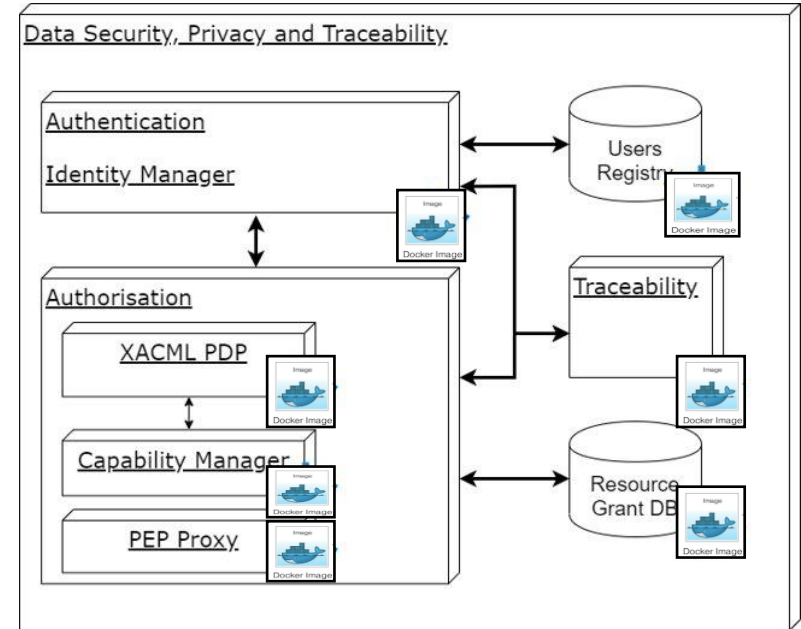 Data Security, Privacy and Traceability
Authentication
Identity Manager
Image
Docker Image
Users
Registry
Image
Docker Image
Authorisation
XACML PDP
Image
Docker Image
Capability Manager
Image
Docker Image
PEP Proxy
Image
Docker Image
Traceability
Image
Docker Image
Resource
Grant DB
Image
Docker Image